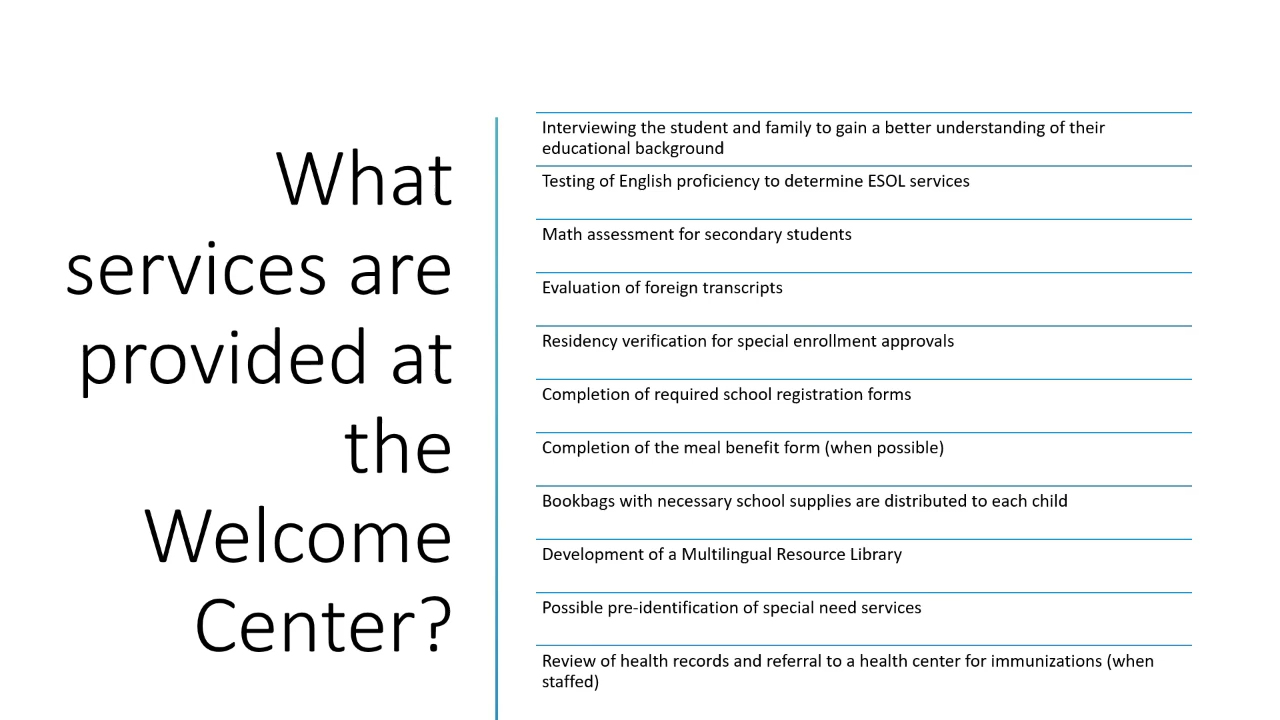 What
services are
provided at
the
Welcome
Center?
Interviewing the student and family to gain a better understanding of their
educational background
Testing of English proficiency to determine ESOL services
Math assessment for secondary students
Evaluation of foreign transcripts
Residency verification for special enrollment approvals
Completion of required school registration forms
Completion of the meal benefit form (when possible)
Bookbags with necessary school supplies are distributed to each child
Development of a Multilingual Resource Library
Possible pre-identification of special need services
Review of health records and referral to a health center for immunizations (when
staffed)